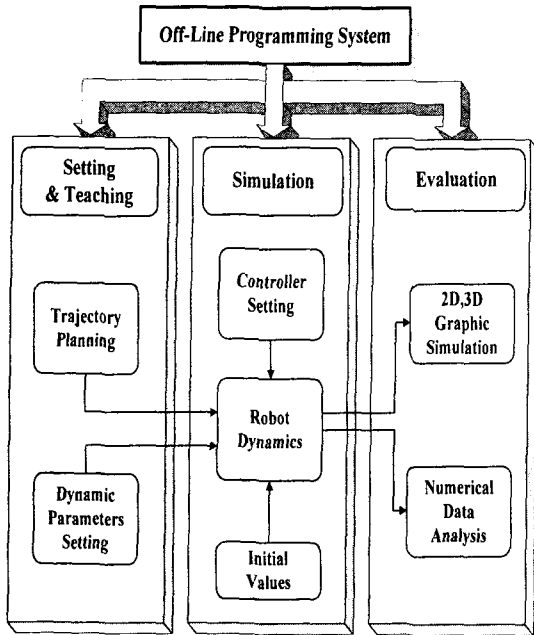 Off-Line Programming System
Setting
& Teaching
Trajectory
Planning
Dynamic
Parameters
Setting
Simulation
Controller
Setting
Robot
Dynamics
Initial
Values
Evaluation
2D,3D
Graphic
Simulation
Numerical
Data
Analysis